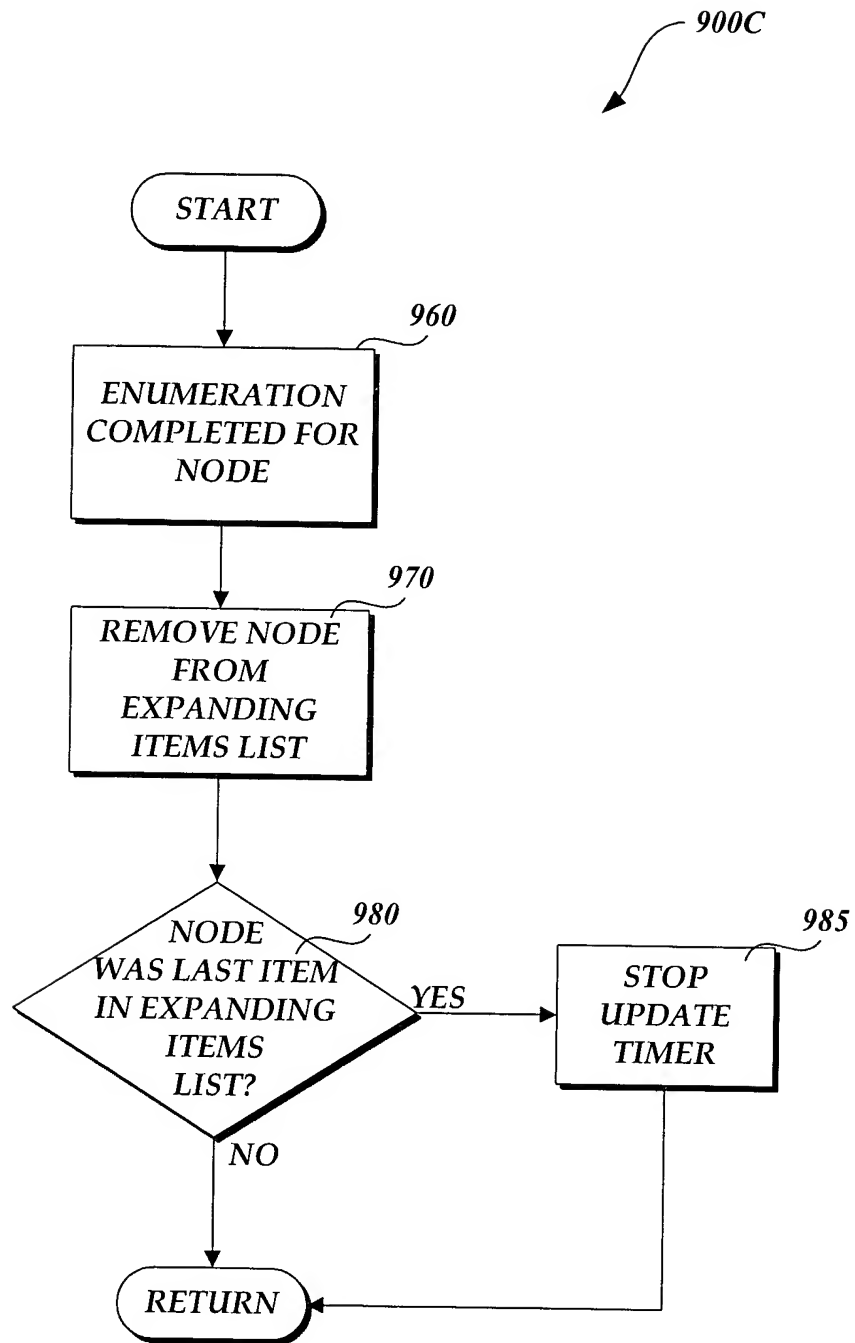 900C
START
960
ENUMERATION
COMPLETED FOR
NODE
970
REMOVE NODE
FROM
EXPANDING
ITEMS LIST
980
NODE
WAS LAST ITEM
IN EXPANDING
ITEMS
LIST?
YES
985
STOP
UPDATE
TIMER
NO
RETURN